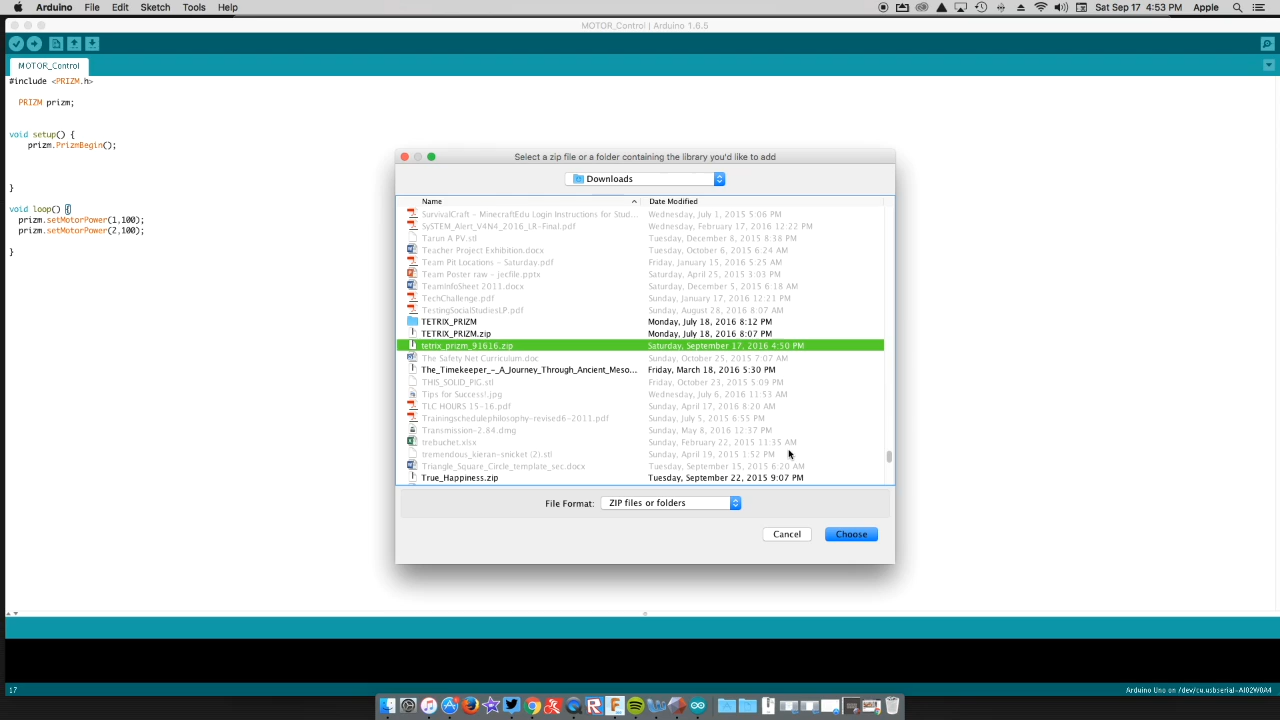 Arduino File Edit Sketch Tools Help
Sat Sep 17 4:53 PM Apple
MOTOR_Control | Arduino 1.6.5
MOTOR_Control
#include <PRIZM.h>
PRIZM prizm;
void setup() {
prizm.PrizmBegin();
}
void loop() {
prizm.setMotorPower(1,100);
prizm.setMotorPower(2,100);
}
Select a zip file or a folder containing the library you'd like to add
Downloads
Name Date Modified
SurvivalCraft - MinecraftEdu Login Instructions for Stud... Wednesday, July 1, 2015 5:06 PM
SySTEM_Alert_V4N4_2016_LR-Final.pdf Wednesday, February 17, 2016 12:22 PM
Tarun A PV.stl Tuesday, December 8, 2015 8:38 PM
Teacher Project Exhibition.docx Tuesday, October 6, 2015 6:24 AM
Team Pit Locations - Saturday.pdf Friday, January 15, 2016 5:25 AM
Team Poster raw - jecfile.pptx Saturday, April 25, 2015 3:03 PM
TeamInfoSheet 2011.docx Saturday, December 5, 2015 6:18 AM
TechChallenge.pdf Sunday, January 17, 2016 12:21 PM
TestingSocialStudiesLP.pdf Sunday, August 28, 2016 8:07 AM
TETRIX_PRIZM Monday, July 18, 2016 8:12 PM
TETRIX_PRIZM.zip Monday, July 18, 2016 8:07 PM
tetrix_prizm_91616.zip Saturday, September 17, 2016 4:50 PM
The Safety Net Curriculum.doc Sunday, October 25, 2015 7:07 AM
The_Timekeeper_-_A_Journey_Through_Ancient_Meso... Friday, March 18, 2016 5:30 PM
THIS_SOLID_PIG.stl Friday, October 23, 2015 5:09 PM
Tips for Success!.jpg Wednesday, July 6, 2016 11:53 AM
TLC HOURS 15-16.pdf Sunday, April 17, 2016 8:20 AM
Trainingschedulephilosophy-revised6-2011.pdf Sunday, July 5, 2015 6:55 PM
Transmission-2.84.dmg Sunday, May 8, 2016 12:37 PM
trebuchet.xlsx Sunday, February 22, 2015 11:35 AM
tremendous_kieran-snicket (2).stl Sunday, April 19, 2015 1:52 PM
Triangle_Square_Circle_template_sec.docx Tuesday, September 15, 2015 6:20 AM
True_Happiness.zip Tuesday, September 22, 2015 9:07 PM
File Format: ZIP files or folders
Cancel Choose
17 Arduino Uno on /dev/cu.usbserial-AI02W0A4